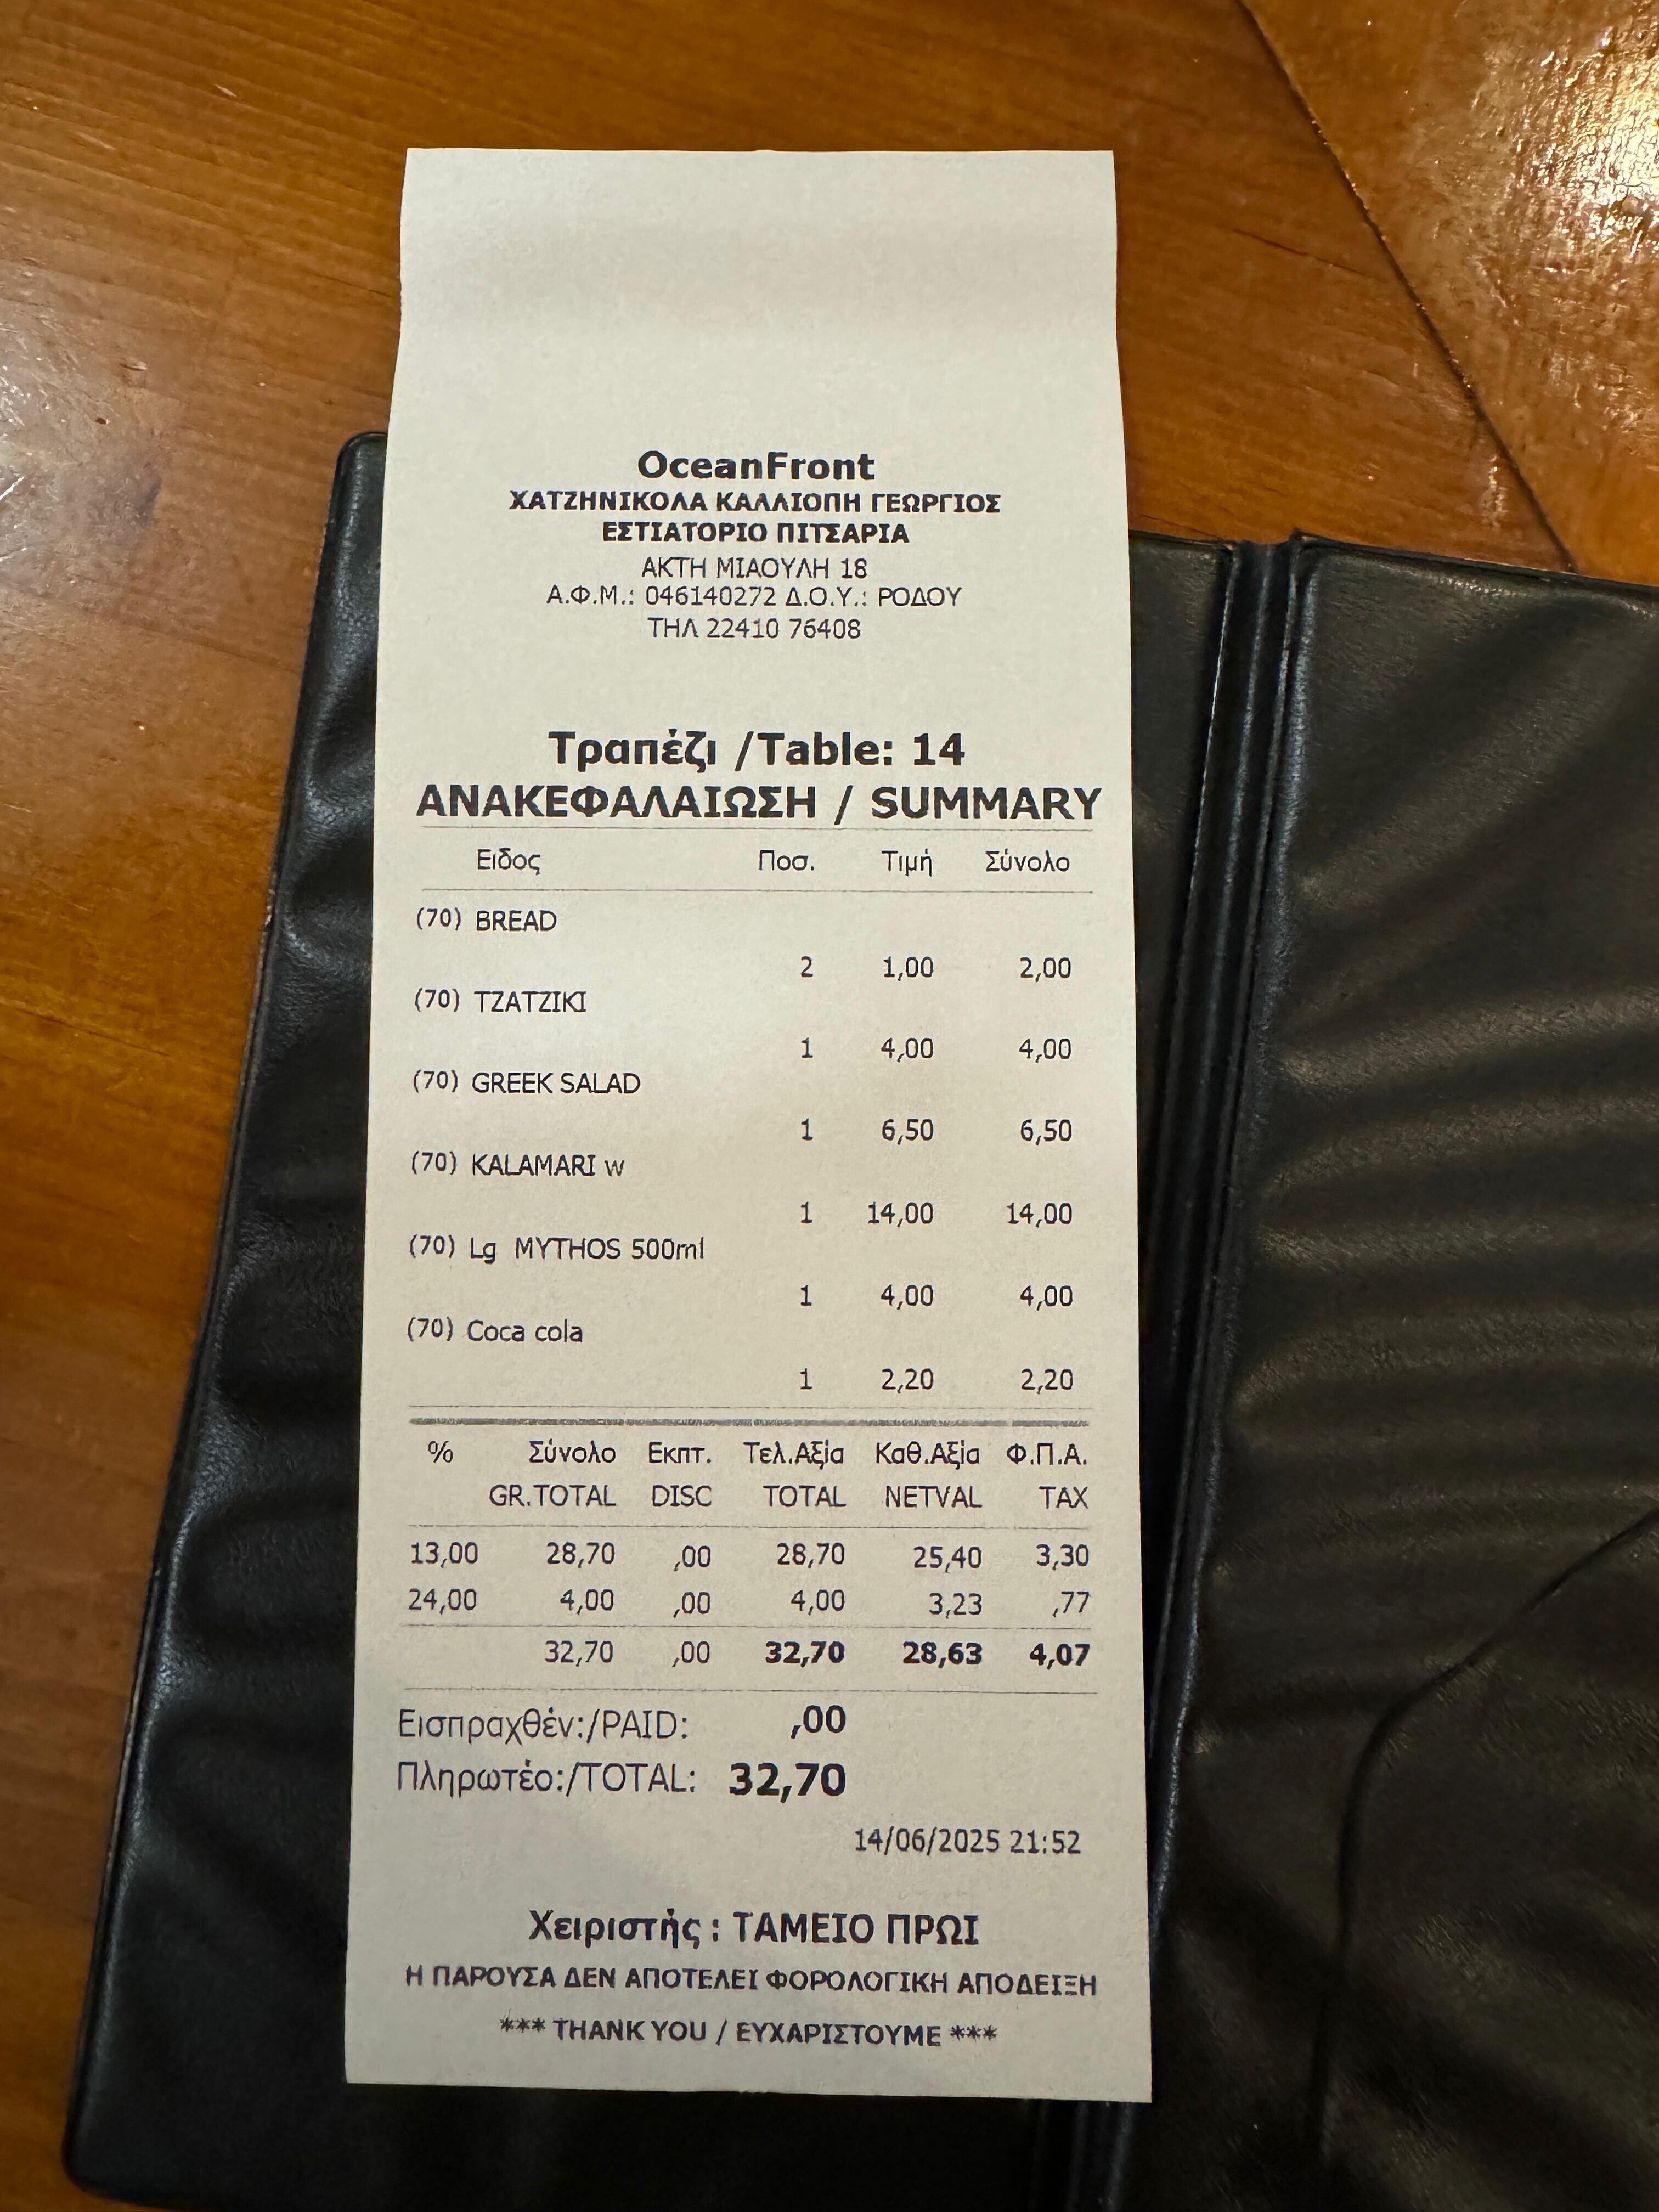 OceanFront
ΧΑΤΖΗΝΙΚΟΛΑ ΚΑΛΛΙΟΠΗ ΓΕΩΡΓΙΟΣ
ΕΣΤΙΑΤΟΡΙΟ ΠΙΤΣΑΡΙΑ
ΑΚΤΗ ΜΙΑΟΥΛΗ 18
Α.Φ.Μ.: 046140272 Δ.Ο.Υ.: ΡΟΔΟΥ
ΤΗΛ 22410 76408
Τραπέζι /Table: 14
ΑΝΑΚΕΦΑΛΑΙΩΣΗ / SUMMARY
Ειδος Ποσ. Τιμή Σύνολο
(70) BREAD
2 1,00 2,00
(70) TZATZIKI
1 4,00 4,00
(70) GREEK SALAD
1 6,50 6,50
(70) KALAMARI w
1 14,00 14,00
(70) Lg MYTHOS 500ml
1 4,00 4,00
(70) Coca cola
1 2,20 2,20
% Σύνολο Εκπτ. Τελ.Αξία Καθ.Αξία Φ.Π.Α.
GR.TOTAL DISC TOTAL NETVAL TAX
13,00 28,70 ,00 28,70 25,40 3,30
24,00 4,00 ,00 4,00 3,23 ,77
32,70 ,00 32,70 28,63 4,07
Εισπραχθέν:/PAID: ,00
Πληρωτέο:/TOTAL: 32,70
14/06/2025 21:52
Χειριστής : ΤΑΜΕΙΟ ΠΡΩΙ
Η ΠΑΡΟΥΣΑ ΔΕΝ ΑΠΟΤΕΛΕΙ ΦΟΡΟΛΟΓΙΚΗ ΑΠΟΔΕΙΞΗ
*** THANK YOU / ΕΥΧΑΡΙΣΤΟΥΜΕ ***